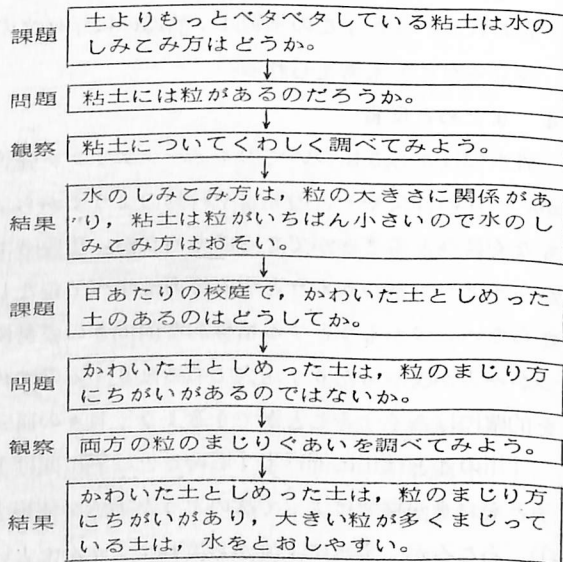 課題 土よりもっとベタベタしている粘土は水の
しみこみ方はどうか。
問題 粘土には粒があるのだろうか。
観察 粘土についてくわしく調べてみよう。
結果 水のしみこみ方は，粒の大きさに関係があ
り，粘土は粒がいちばん小さいので水のし
みこみ方はおそい。
課題 日あたりの校庭で，かわいた土としめった
土のあるのはどうしてか。
問題 かわいた土としめった土は，粒のまじり方
にちがいがあるのではないか。
観察 両方の粒のまじりぐあいを調べてみよう。
結果 かわいた土としめった土は，粒のまじり方
にちがいがあり，大きい粒が多くまじって
いる土は，水をとおしやすい。